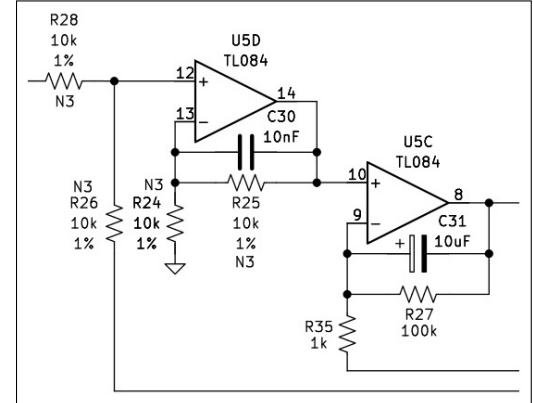 R28
10k
1%
N3
U5D
TL084
12
+
14
13
−
C30
10nF
U5C
TL084
10
+
8
9
−
N3
R26
10k
1%
N3
R24
10k
1%
R25
10k
1%
N3
C31
+
10uF
R27
100k
R35
1k